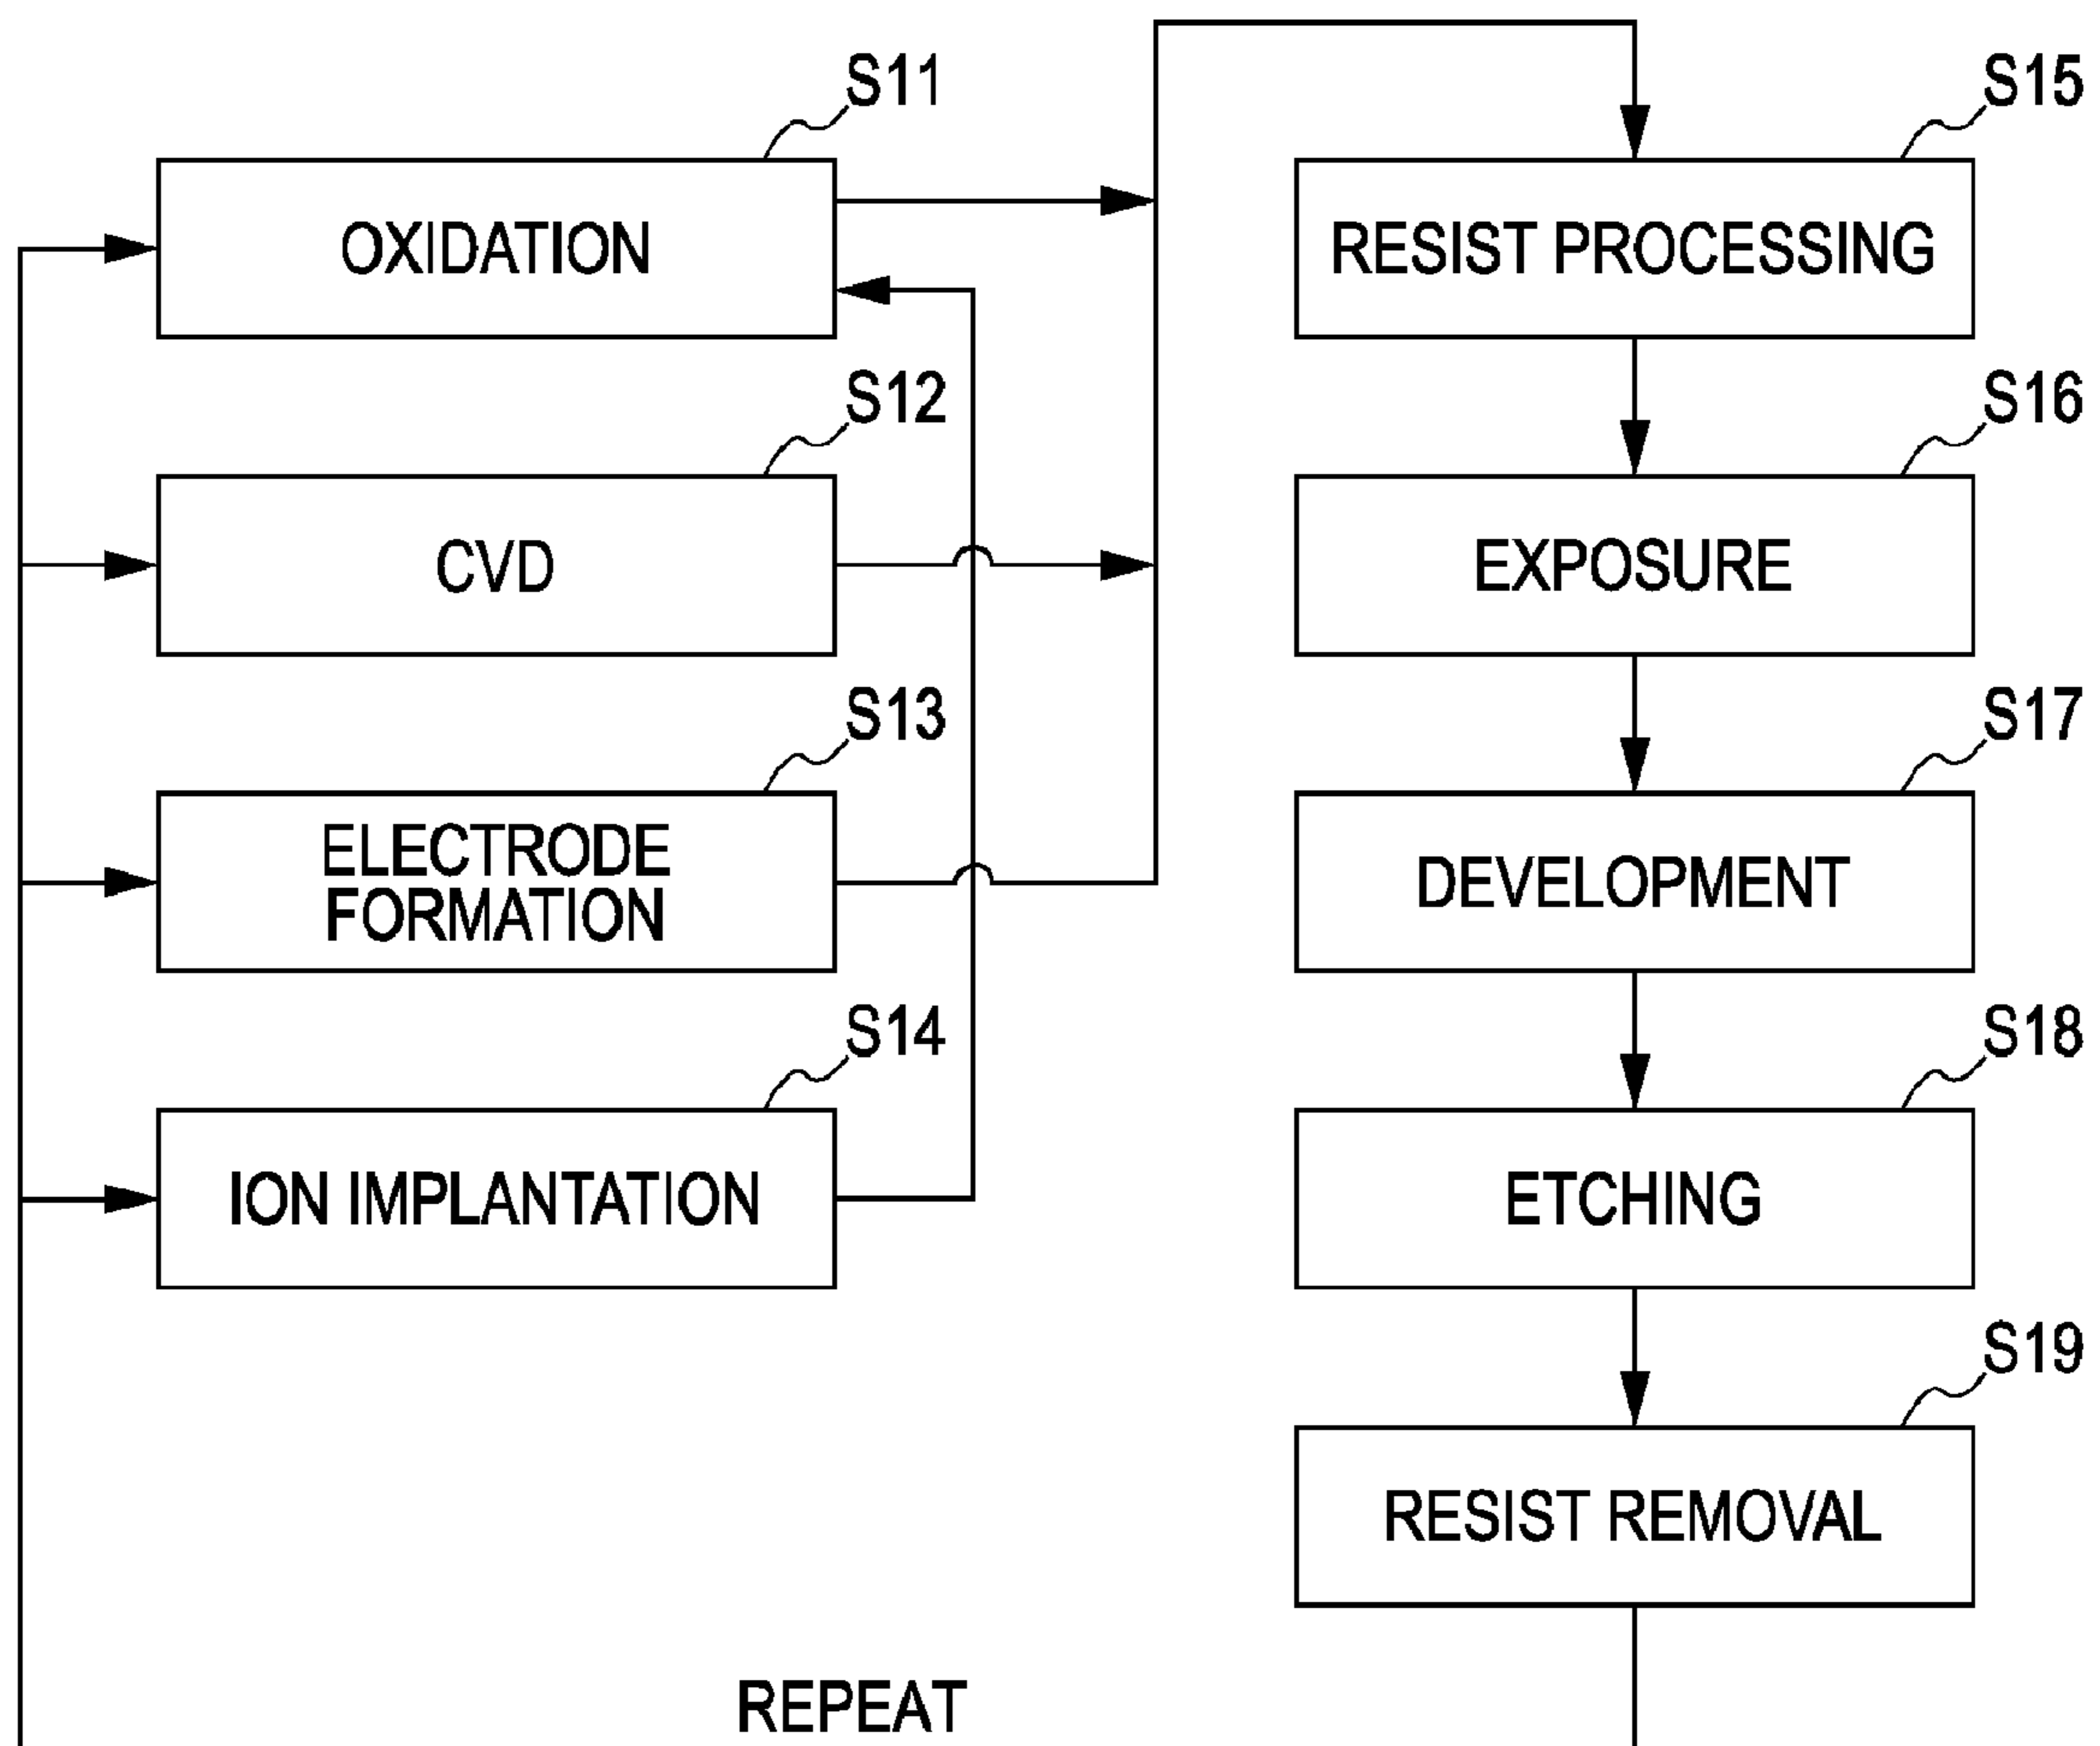 S11
OXIDATION
S12
CVD
S13
ELECTRODE
FORMATION
S14
ION IMPLANTATION
S15
RESIST PROCESSING
S16
EXPOSURE
S17
DEVELOPMENT
S18
ETCHING
S19
RESIST REMOVAL
REPEAT